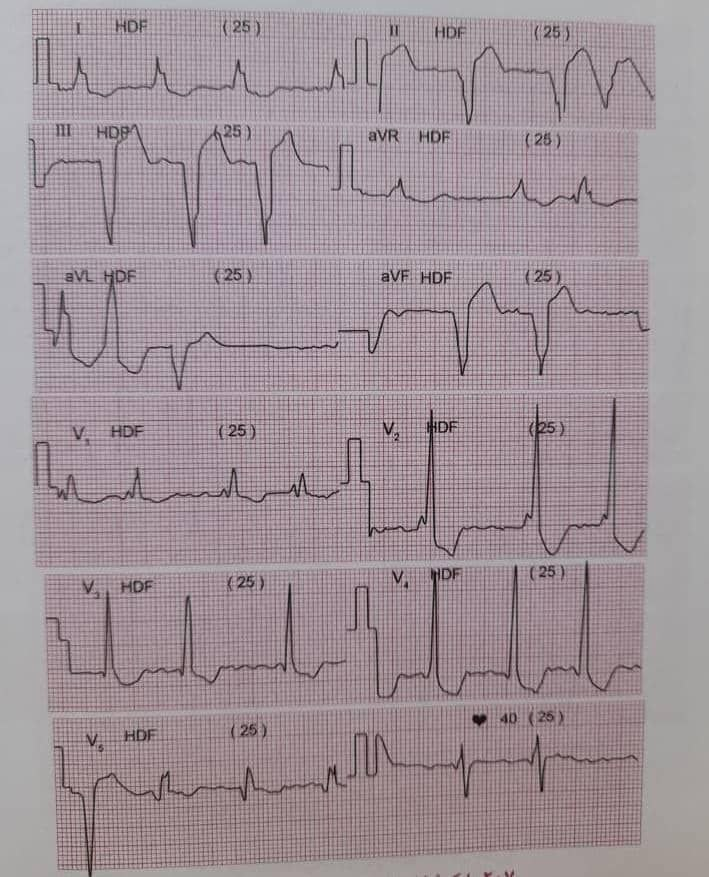 I HDF (25) II HDF (25)
III HDF (25) aVR HDF (25)
aVL HDF (25) aVF HDF (25)
V₁ HDF (25) V₂ HDF (25)
V₃ HDF (25) V₄ HDF (25)
V₅ HDF (25) ♥ 40 (25)